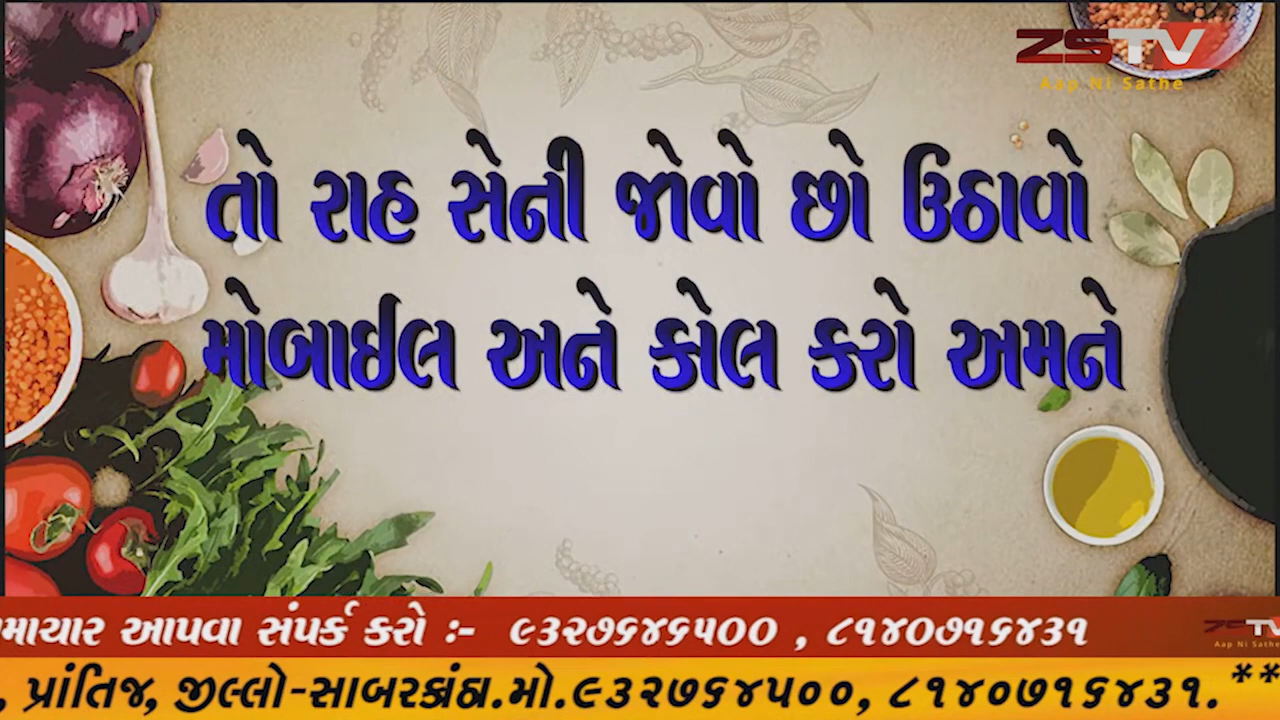 ZSTV
Aap Ni Sathe
તો રાહ સેની જોવો છો ઉઠાવો
મોબાઈલ અને કોલ કરો અમને
માચાર આપવા સંપર્ક કરો :- ૯૩૨૭૬૪૬૫૦૦ , ૮૧૪૦૭૧૬૪૩૧
ZSTV
Aap Ni Sathe
, પ્રાંતિજ, જીલ્લો-સાબરકાંઠા.મો.૯૩૨૭૬૪૫૦૦, ૮૧૪૦૭૧૬૪૩૧. **